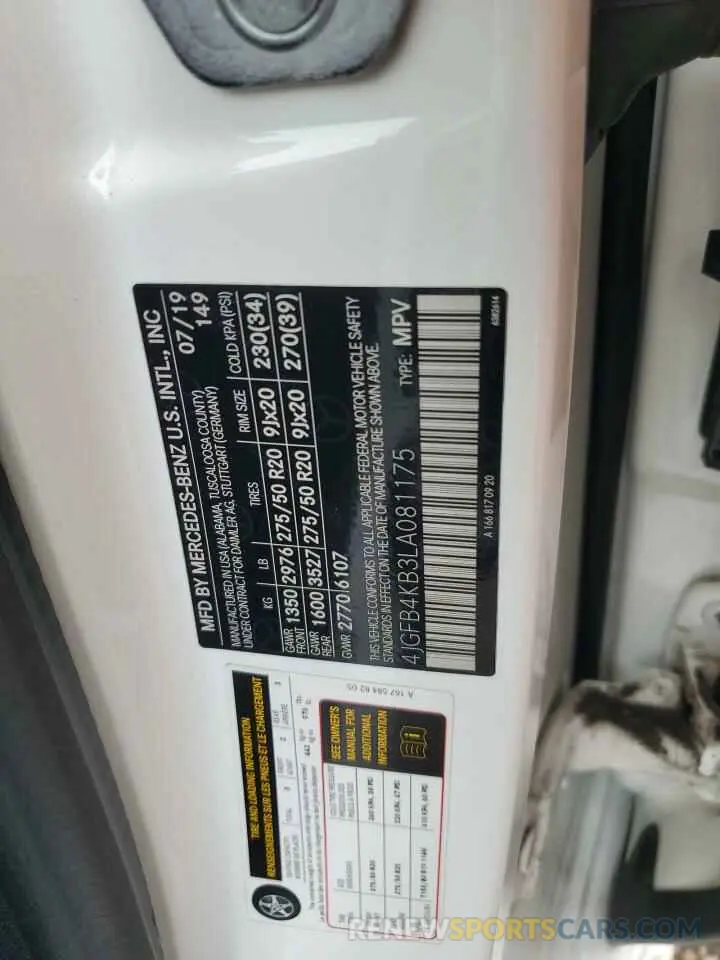 MFD BY MERCEDES-BENZ U.S. INTL., INC
07/19
MANUFACTURED IN USA (ALABAMA, TUSCALOOSA COUNTY)
149
UNDER CONTRACT FOR DAIMLER AG, STUTTGART (GERMANY)
KG LB TIRES RIM SIZE COLD KPA (PSI)
GAWR FRONT 1350 2976 275/50 R20 9Jx20 230(34)
GAWR REAR 1600 3527 275/50 R20 9Jx20 270(39)
GVWR 2770 6107
THIS VEHICLE CONFORMS TO ALL APPLICABLE FEDERAL MOTOR VEHICLE SAFETY
STANDARDS IN EFFECT ON THE DATE OF MANUFACTURE SHOWN ABOVE.
4JGFB4KB3LA081175 TYPE: MPV
A 166 817 09 20
6382614
TIRE AND LOADING INFORMATION
RENSEIGNEMENTS SUR LES PNEUS ET LE CHARGEMENT
SEE OWNER'S
MANUAL FOR
ADDITIONAL
INFORMATION
A 167 584 82 05
RENEWSPORTSCARS.COM